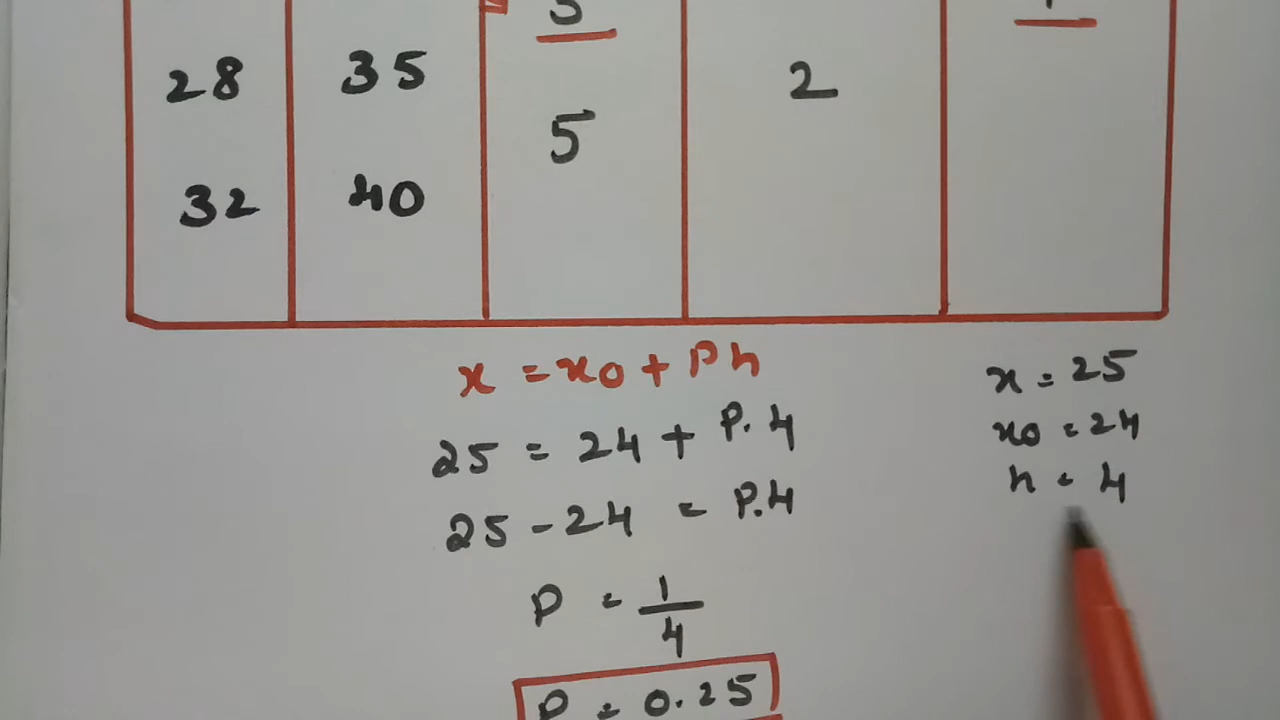 3
28 35 2
5
32 40
x = x0 + Ph
x = 25
25 = 24 + P.4
x0 = 24
25 - 24 = P.4
h = 4
P = 1/4
P = 0.25